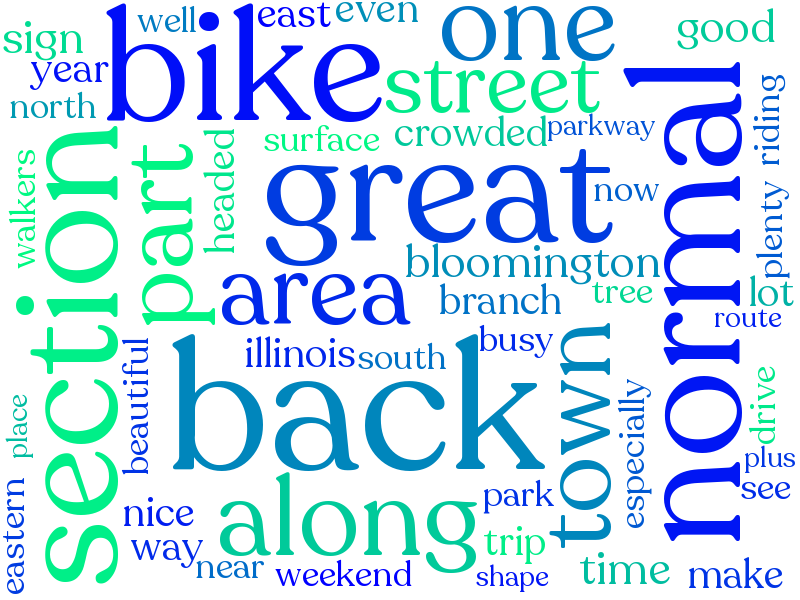 sign
well
east
even
one
good
year
bike
street
north
surface
crowded
parkway
riding
walkers
section
part
headed
great
now
normal
plenty
bloomington
area
branch
tree
lot
route
illinois
south
busy
beautiful
back
town
especially
drive
place
plus
see
eastern
nice
along
park
way
trip
near
weekend
shape
time
make